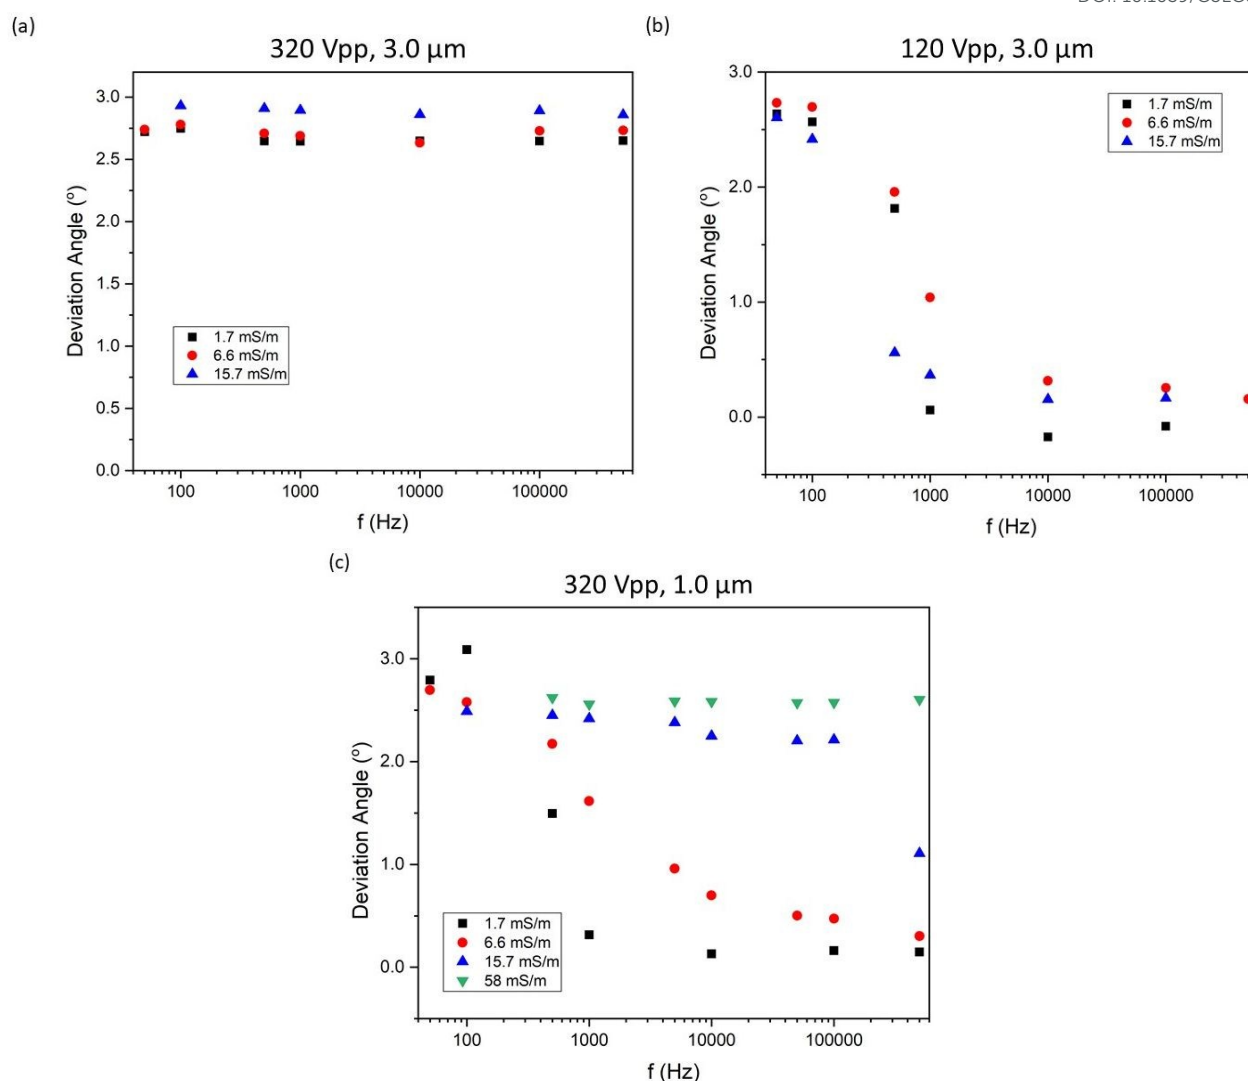 (a)
320 Vpp, 3.0 µm
3.0
2.5
2.0
1.5
1.0
0.5
0.0
Deviation Angle (°)
1.7 mS/m
6.6 mS/m
15.7 mS/m
100 1000 10000 100000
f (Hz)
(b)
120 Vpp, 3.0 µm
3.0
2.0
1.0
0.0
Deviation Angle (°)
1.7 mS/m
6.6 mS/m
15.7 mS/m
100 1000 10000 100000
f (Hz)
(c)
320 Vpp, 1.0 µm
3.0
2.0
1.0
0.0
Deviation Angle (°)
1.7 mS/m
6.6 mS/m
15.7 mS/m
58 mS/m
100 1000 10000 100000
f (Hz)